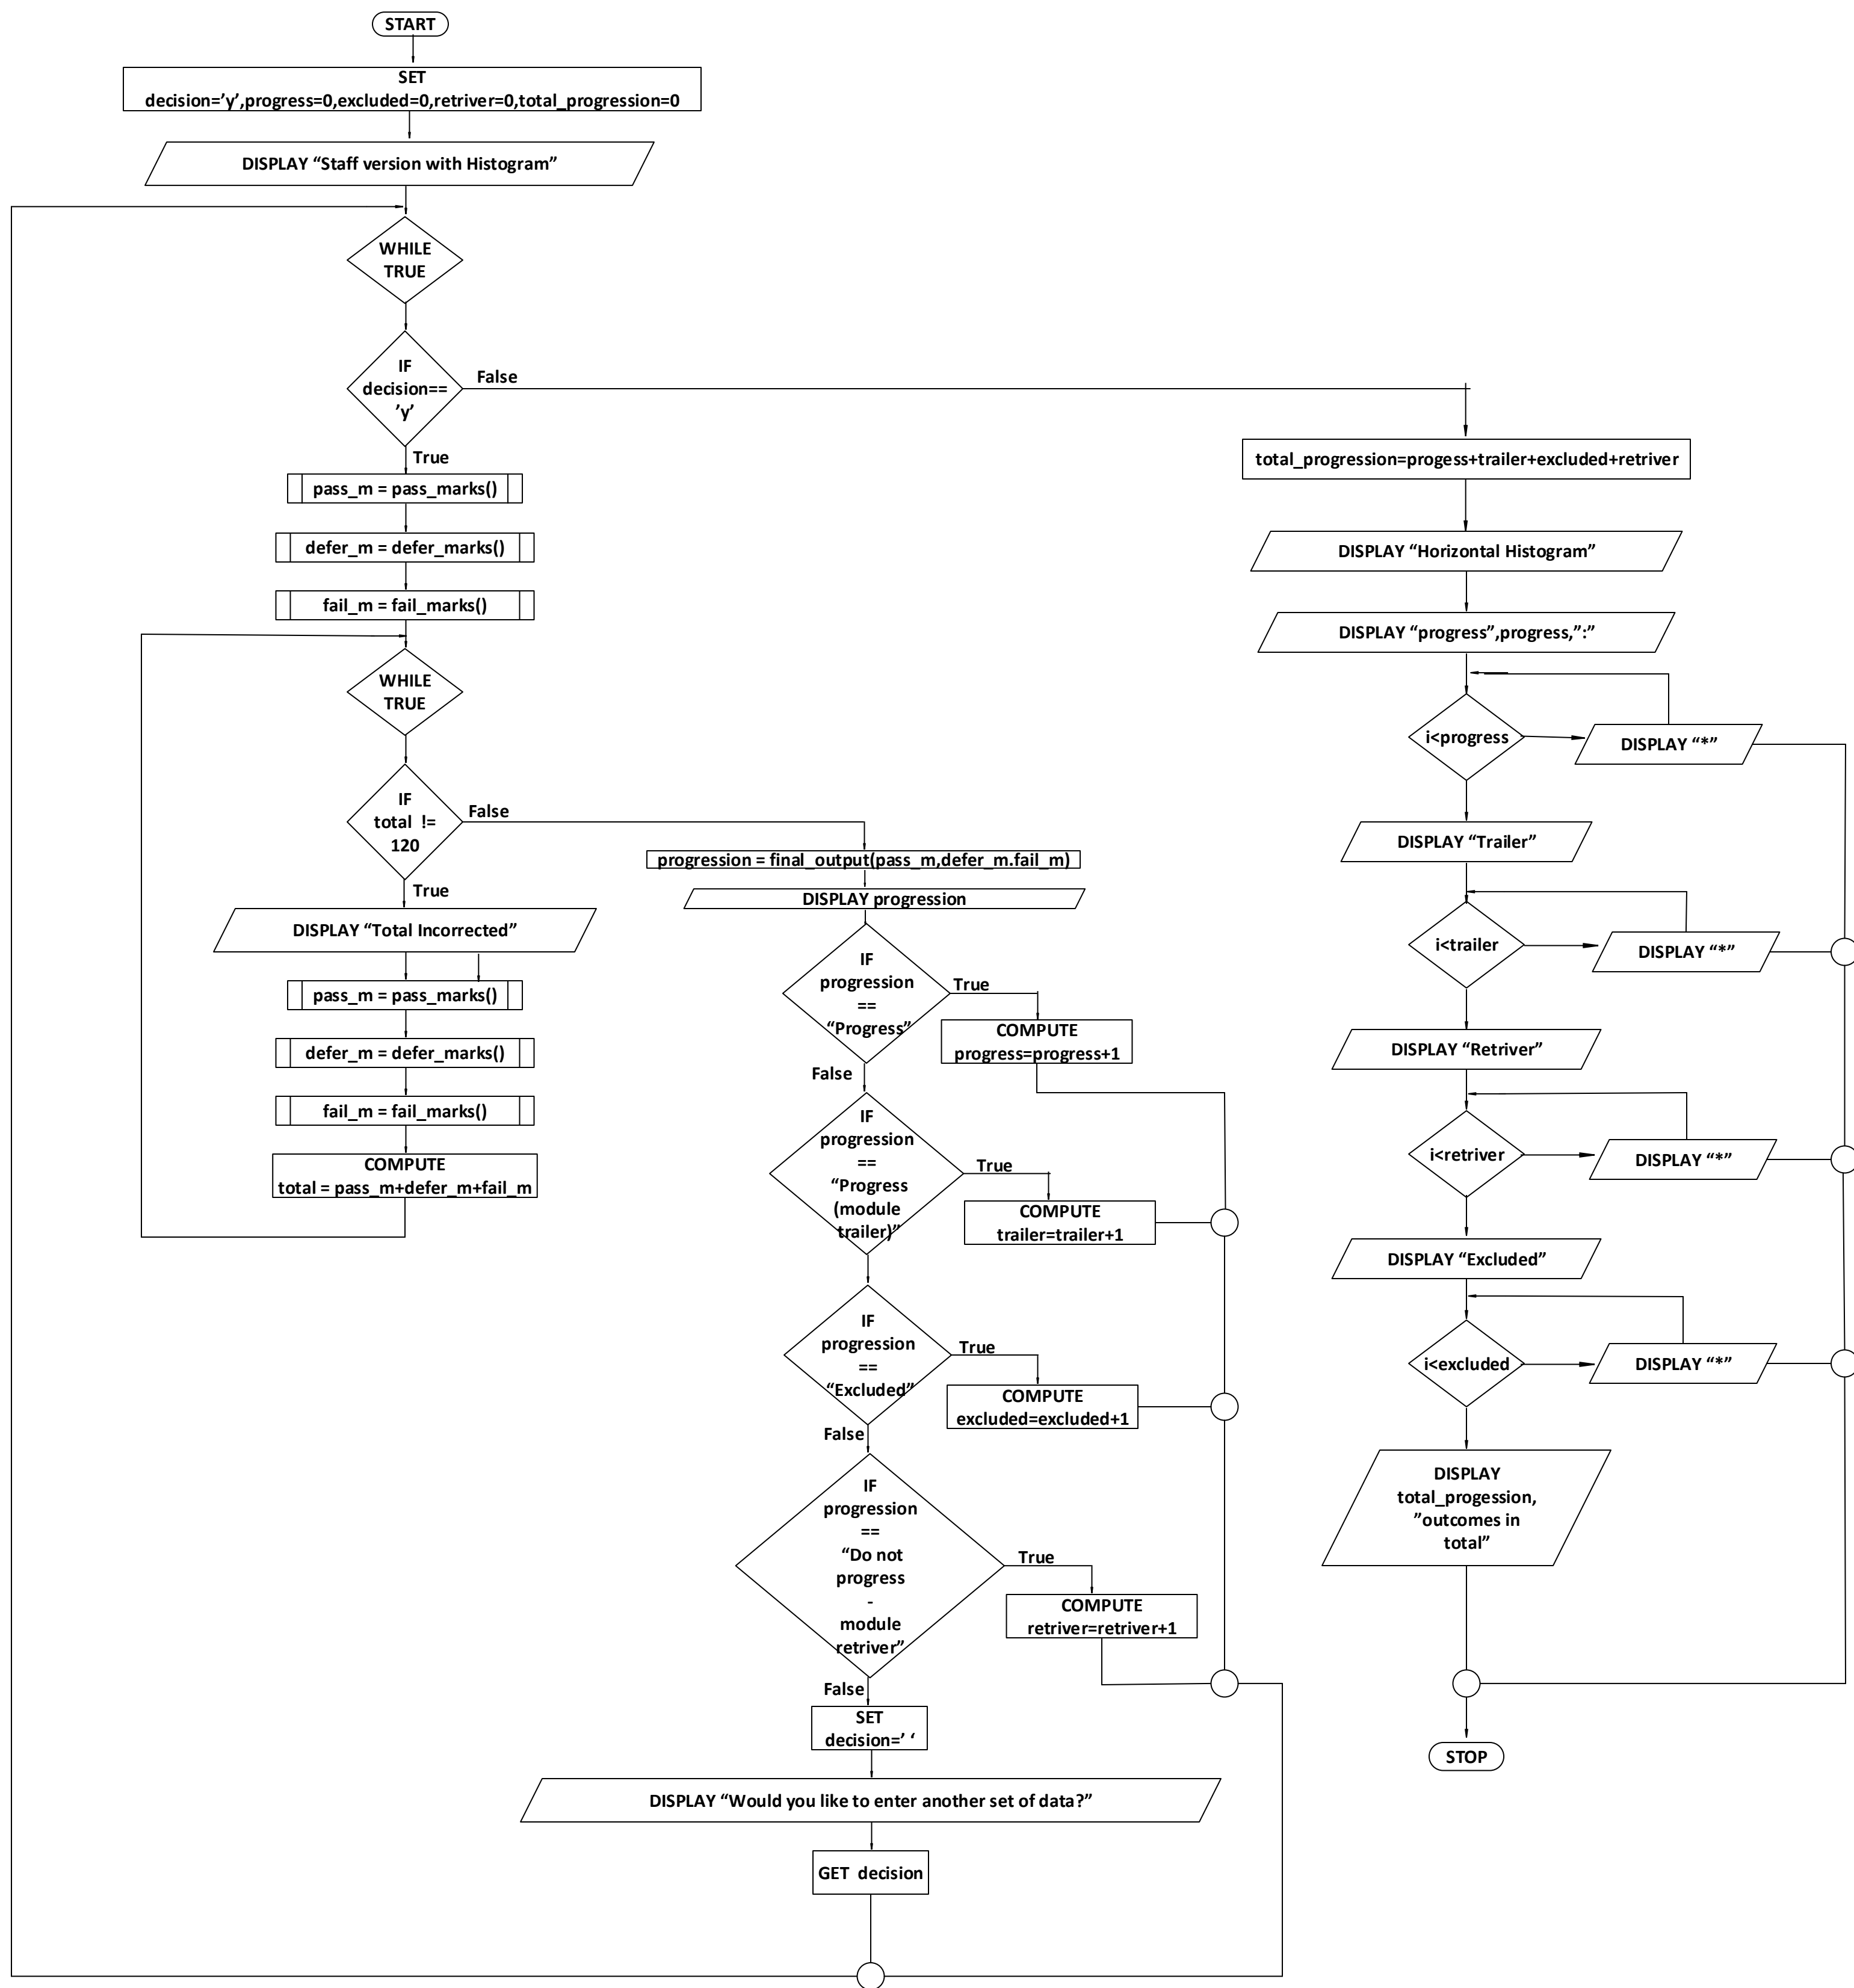 START
SET
decision=’y’,progress=0,excluded=0,retriver=0,total_progression=0
DISPLAY “Staff version with Histogram”
WHILE
TRUE
IF
decision==
’y’
False
True
pass_m = pass_marks()
defer_m = defer_marks()
fail_m = fail_marks()
WHILE
TRUE
IF
total !=
120
False
True
DISPLAY “Total Incorrected”
pass_m = pass_marks()
defer_m = defer_marks()
fail_m = fail_marks()
COMPUTE
total = pass_m+defer_m+fail_m
progression = final_output(pass_m,defer_m.fail_m)
DISPLAY progression
IF
progression
==
“Progress”
True
COMPUTE
progress=progress+1
False
IF
progression
==
“Progress
(module
trailer)”
True
COMPUTE
trailer=trailer+1
IF
progression
==
“Excluded”
True
COMPUTE
excluded=excluded+1
False
IF
progression
==
“Do not
progress
-
module
retriver”
True
COMPUTE
retriver=retriver+1
False
SET
decision=’ ‘
DISPLAY “Would you like to enter another set of data?”
GET decision
total_progression=progess+trailer+excluded+retriver
DISPLAY “Horizontal Histogram”
DISPLAY “progress”,progress,”:”
i<progress
DISPLAY “*”
DISPLAY “Trailer”
i<trailer
DISPLAY “*”
DISPLAY “Retriver”
i<retriver
DISPLAY “*”
DISPLAY “Excluded”
i<excluded
DISPLAY “*”
DISPLAY
total_progession,
”outcomes in
total”
STOP